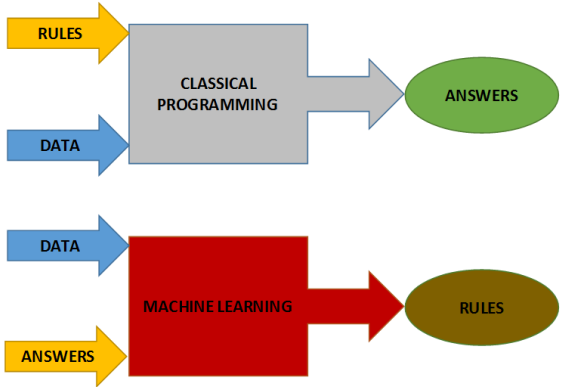 RULES
CLASSICAL
PROGRAMMING
ANSWERS
DATA
DATA
MACHINE LEARNING
RULES
ANSWERS